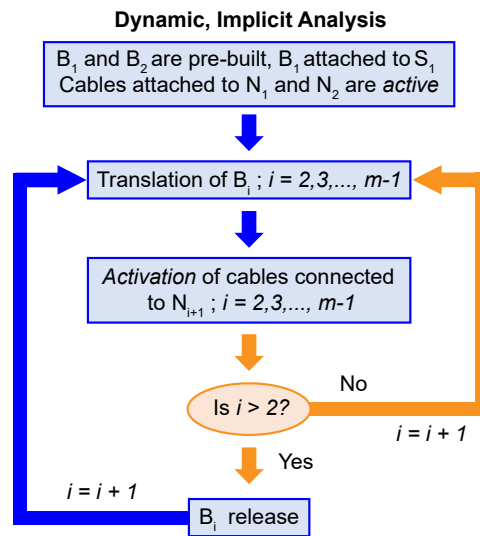 Dynamic, Implicit Analysis
B₁ and B₂ are pre-built, B₁ attached to S₁
Cables attached to N₁ and N₂ are active
Translation of Bᵢ ; i = 2,3,..., m-1
Activation of cables connected
to Nᵢ₊₁ ; i = 2,3,..., m-1
Is i > 2?
No
i = i + 1
Yes
i = i + 1
Bᵢ release